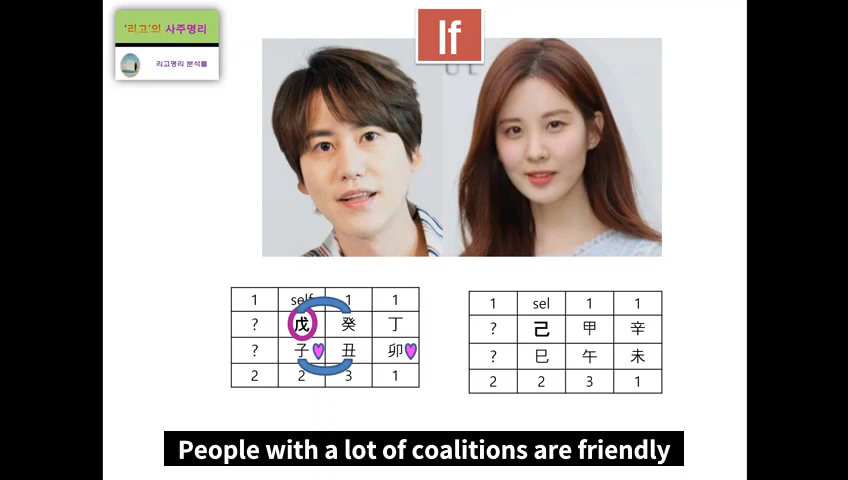 '리고'의 사주명리
리고명리 분석툴
If
1 self 1 1
? 戊 癸 丁
? 子 丑 卯
2 2 3 1
1 sel 1 1
? 己 甲 辛
? 巳 午 未
2 2 3 1
People with a lot of coalitions are friendly